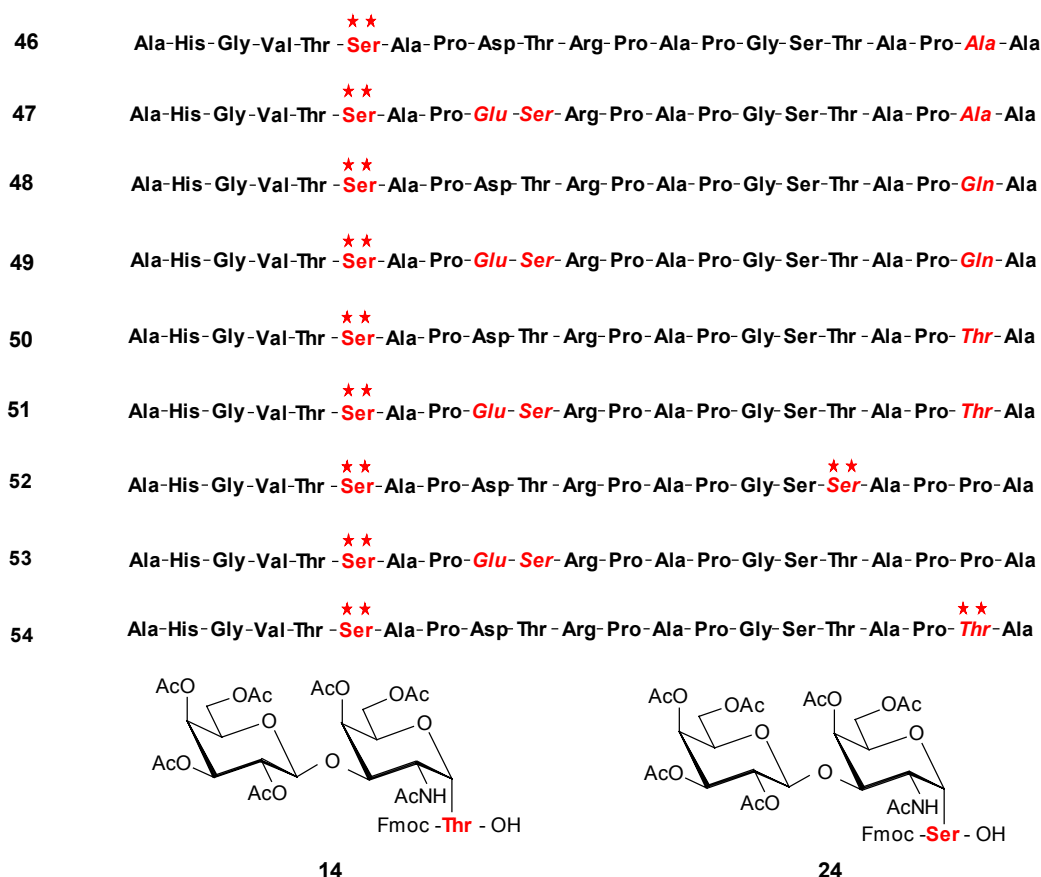 ★ ★
46 Ala-His-Gly-Val-Thr-Ser-Ala-Pro-Asp-Thr-Arg-Pro-Ala-Pro-Gly-Ser-Thr-Ala-Pro-Ala-Ala
★ ★
47 Ala-His-Gly-Val-Thr-Ser-Ala-Pro-Glu-Ser-Arg-Pro-Ala-Pro-Gly-Ser-Thr-Ala-Pro-Ala-Ala
★ ★
48 Ala-His-Gly-Val-Thr-Ser-Ala-Pro-Asp-Thr-Arg-Pro-Ala-Pro-Gly-Ser-Thr-Ala-Pro-Gln-Ala
★ ★
49 Ala-His-Gly-Val-Thr-Ser-Ala-Pro-Glu-Ser-Arg-Pro-Ala-Pro-Gly-Ser-Thr-Ala-Pro-Gln-Ala
★ ★
50 Ala-His-Gly-Val-Thr-Ser-Ala-Pro-Asp-Thr-Arg-Pro-Ala-Pro-Gly-Ser-Thr-Ala-Pro-Thr-Ala
★ ★
51 Ala-His-Gly-Val-Thr-Ser-Ala-Pro-Glu-Ser-Arg-Pro-Ala-Pro-Gly-Ser-Thr-Ala-Pro-Thr-Ala
★ ★ ★ ★
52 Ala-His-Gly-Val-Thr-Ser-Ala-Pro-Asp-Thr-Arg-Pro-Ala-Pro-Gly-Ser-Ser-Ala-Pro-Pro-Ala
★ ★
53 Ala-His-Gly-Val-Thr-Ser-Ala-Pro-Glu-Ser-Arg-Pro-Ala-Pro-Gly-Ser-Thr-Ala-Pro-Pro-Ala
★ ★ ★ ★
54 Ala-His-Gly-Val-Thr-Ser-Ala-Pro-Asp-Thr-Arg-Pro-Ala-Pro-Gly-Ser-Thr-Ala-Pro-Thr-Ala
AcO OAc AcO OAc
O O
AcO O
AcO AcNH
Fmoc -Thr - OH
14
AcO OAc AcO OAc
O O
AcO O
AcO AcNH
Fmoc -Ser - OH
24